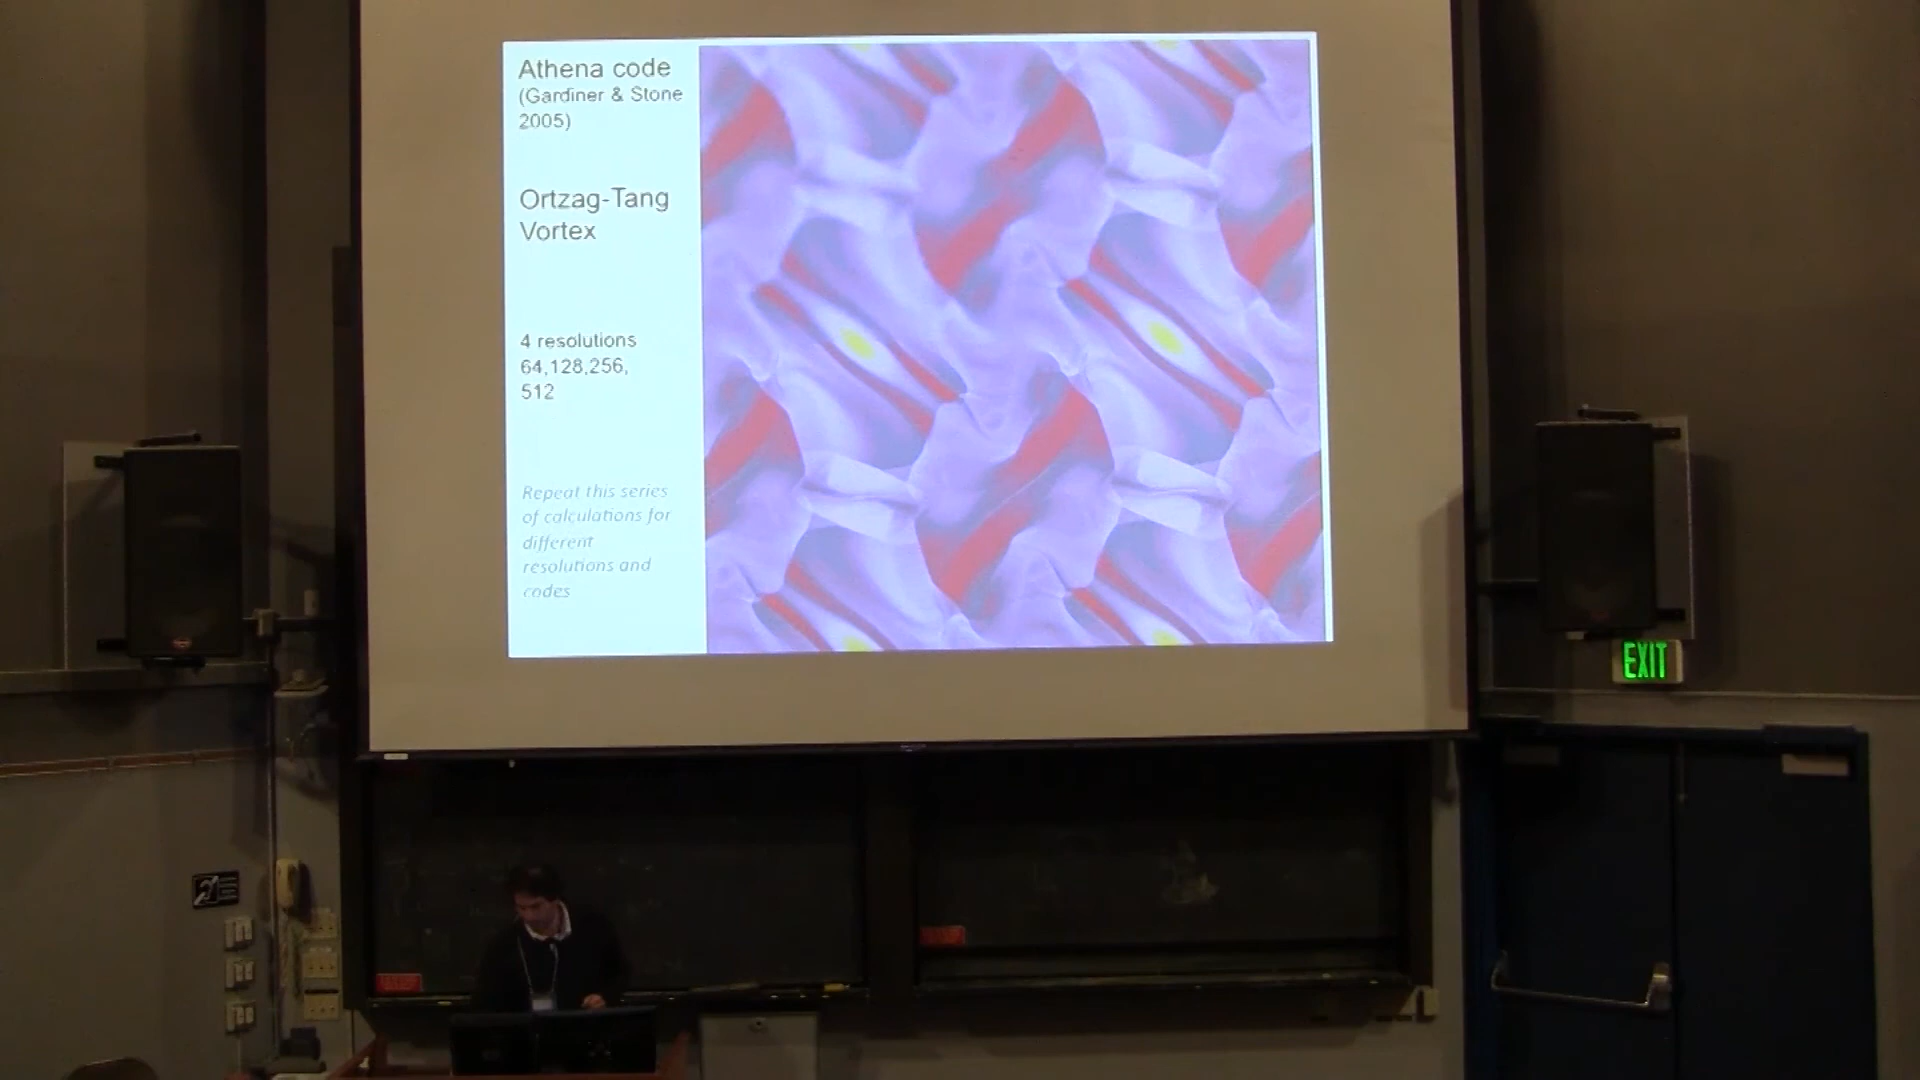 Athena code
(Gardiner & Stone
2005)
Ortzag-Tang
Vortex
4 resolutions
64,128,256,
512
Repeat this series
of calculations for
different
resolutions and
codes
EXIT